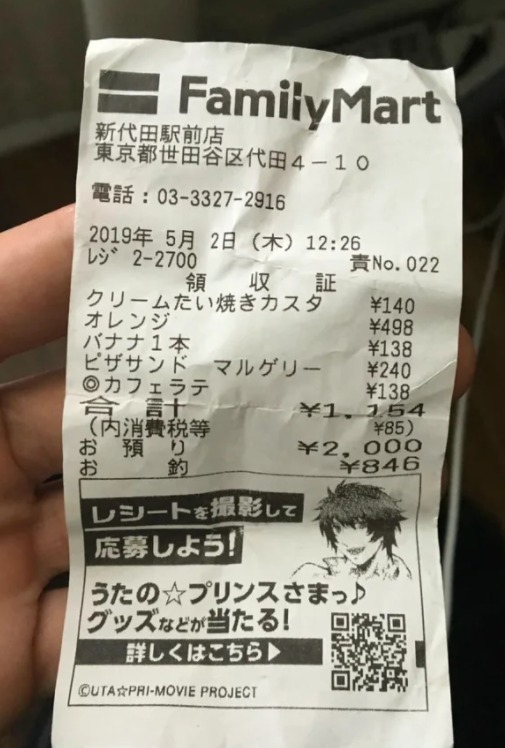 FamilyMart
新代田駅前店
東京都世田谷区代田4-10
電話:03-3327-2916
2019年 5月 2日(木)12:26
レジ 2-2700 責No.022
領 収 証
クリームたい焼きカスタ ¥140
オレンジ ¥498
バナナ1本 ¥138
ピザサンド マルゲリー ¥240
◎カフェラテ ¥138
合 計 ¥1,154
(内消費税等 ¥85)
お 預 り ¥2,000
お 釣 ¥846
レシートを撮影して
応募しよう!
うたの☆プリンスさまっ♪
グッズなどが当たる!
詳しくはこちら▶
©UTA☆PRI-MOVIE PROJECT